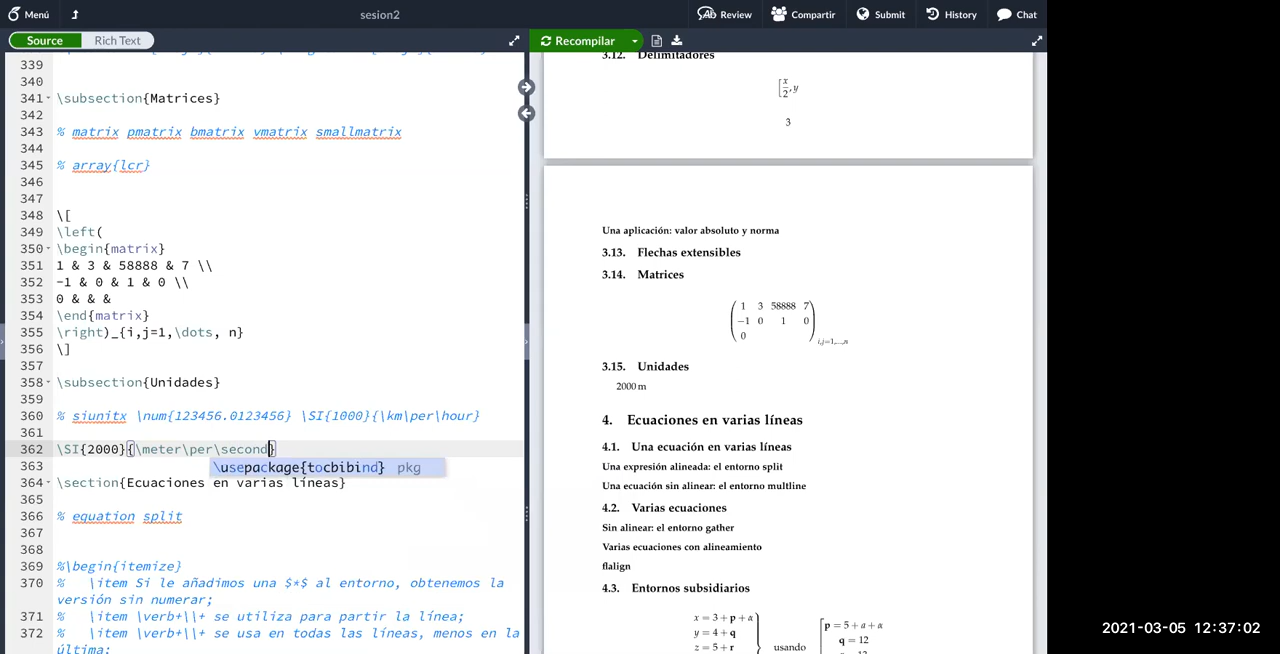 Menú
sesion2
Review
Compartir
Submit
History
Chat
Source
Rich Text
Recompilar
339
340
341 \subsection{Matrices}
342
343 % matrix pmatrix bmatrix vmatrix smallmatrix
344
345 % array{lcr}
346
347
348 \[
349 \left(
350 \begin{matrix}
351 1 & 3 & 58888 & 7 \\
352 -1 & 0 & 1 & 0 \\
353 0 & & &
354 \end{matrix}
355 \right)_{i,j=1,\dots, n}
356 \]
357
358 \subsection{Unidades}
359
360 % siunitx \num{123456.0123456} \SI{1000}{\km\per\hour}
361
362 \SI{2000}{\meter\per\second}
\usepackage{tocbibind} pkg
363
364 \section{Ecuaciones en varias líneas}
365
366 % equation split
367
368
369 %\begin{itemize}
370 % \item Si le añadimos una $*$ al entorno, obtenemos la
versión sin numerar;
371 % \item \verb+\\+ se utiliza para partir la línea;
372 % \item \verb+\\+ se usa en todas las líneas, menos en la
última;
3.12. Delimitadores
[x/2, y
3
Una aplicación: valor absoluto y norma
3.13. Flechas extensibles
3.14. Matrices
1 3 58888 7
−1 0 1 0
0
i,j=1,...,n
3.15. Unidades
2000 m
4. Ecuaciones en varias líneas
4.1. Una ecuación en varias líneas
Una expresión alineada: el entorno split
Una ecuación sin alinear: el entorno multline
4.2. Varias ecuaciones
Sin alinear: el entorno gather
Varias ecuaciones con alineamiento
flalign
4.3. Entornos subsidiarios
x = 3 + p + α
y = 4 + q
z = 5 + r
usando
p = 5 + a + α
q = 12
2021-03-05 12:37:02